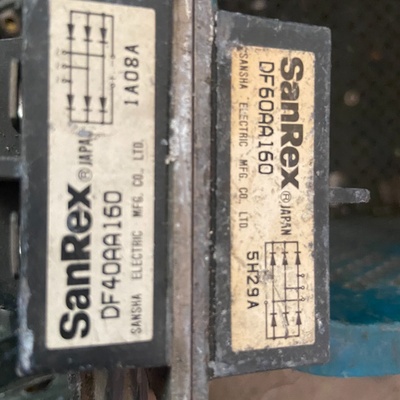 SanRex ® JAPAN
DF40AA160
SANSHA ELECTRIC MFG. CO., LTD.
1A08A
SanRex ® JAPAN
DF60AA160
SANSHA ELECTRIC MFG. CO., LTD.
5H29A